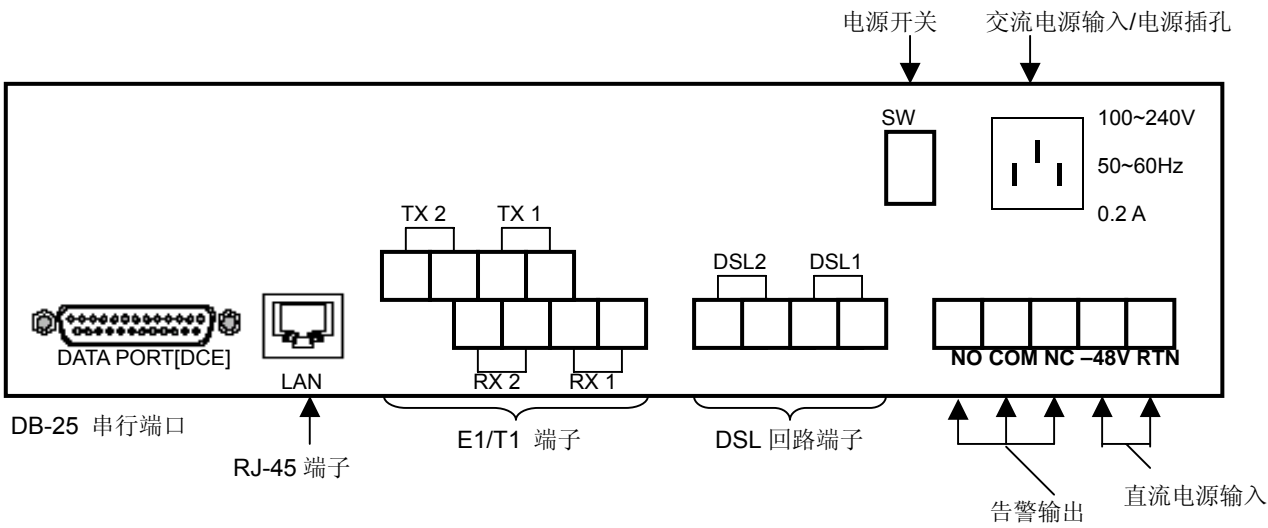 电源开关 交流电源输入/电源插孔
SW
100~240V
50~60Hz
0.2 A
TX 2 TX 1
DSL2 DSL1
DATA PORT[DCE]
LAN
RX 2 RX 1
NO COM NC –48V RTN
DB-25 串行端口
RJ-45 端子
E1/T1 端子
DSL 回路端子
告警输出
直流电源输入